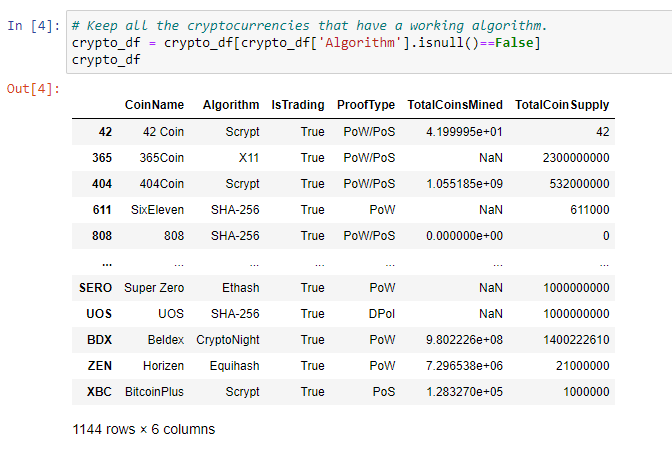 In [4]: # Keep all the cryptocurrencies that have a working algorithm.
crypto_df = crypto_df[crypto_df['Algorithm'].isnull()==False]
crypto_df
Out[4]:
CoinName Algorithm IsTrading ProofType TotalCoinsMined TotalCoinSupply
42 42 Coin Scrypt True PoW/PoS 4.199995e+01 42
365 365Coin X11 True PoW/PoS NaN 2300000000
404 404Coin Scrypt True PoW/PoS 1.055185e+09 532000000
611 SixEleven SHA-256 True PoW NaN 611000
808 808 SHA-256 True PoW/PoS 0.000000e+00 0
... ... ... ... ... ... ...
SERO Super Zero Ethash True PoW NaN 1000000000
UOS UOS SHA-256 True DPoI NaN 1000000000
BDX Beldex CryptoNight True PoW 9.802226e+08 1400222610
ZEN Horizen Equihash True PoW 7.296538e+06 21000000
XBC BitcoinPlus Scrypt True PoS 1.283270e+05 1000000
1144 rows × 6 columns